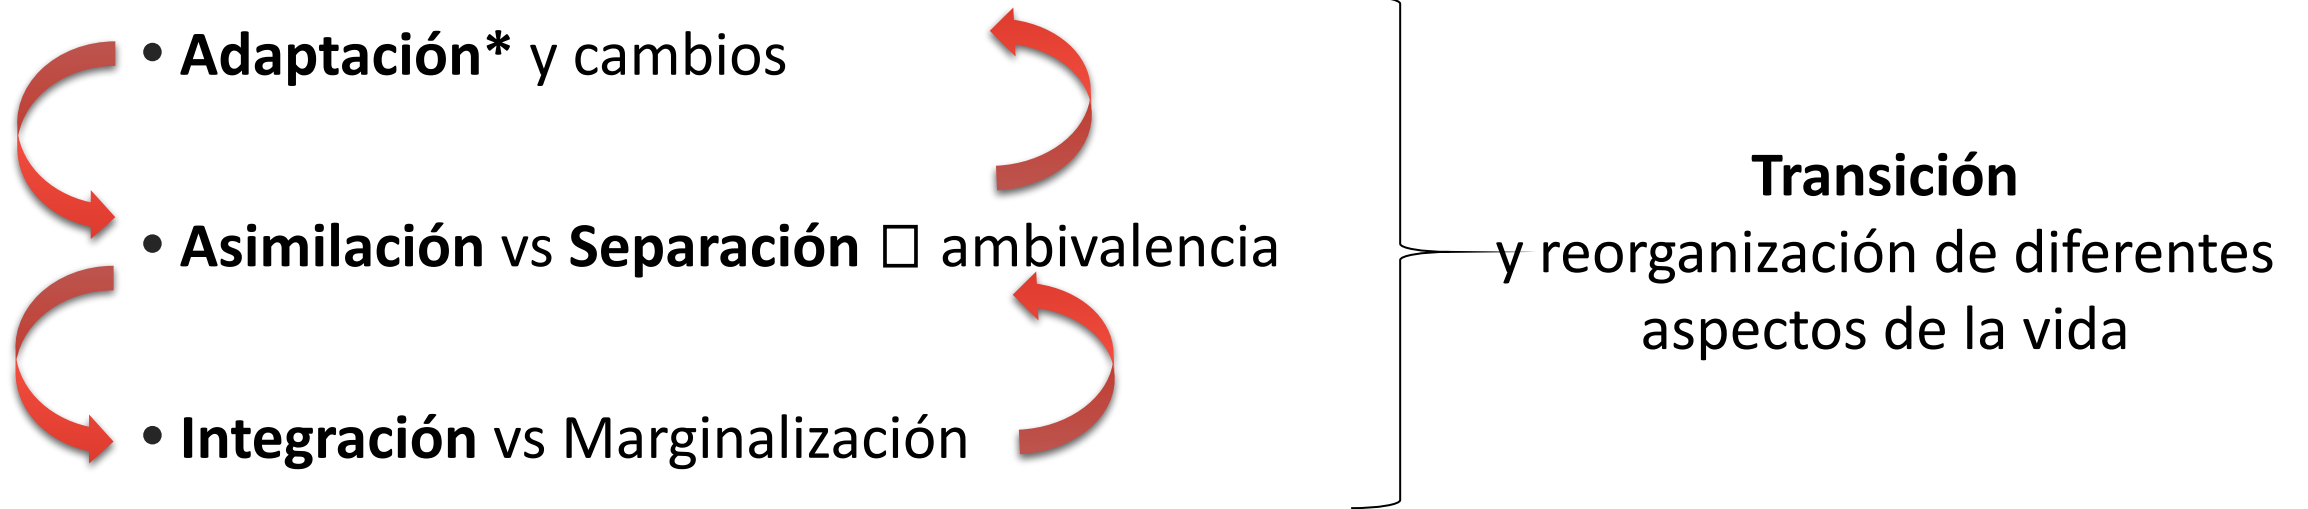 • Adaptación* y cambios
• Asimilación vs Separación □ ambivalencia
• Integración vs Marginalización
Transición
y reorganización de diferentes
aspectos de la vida